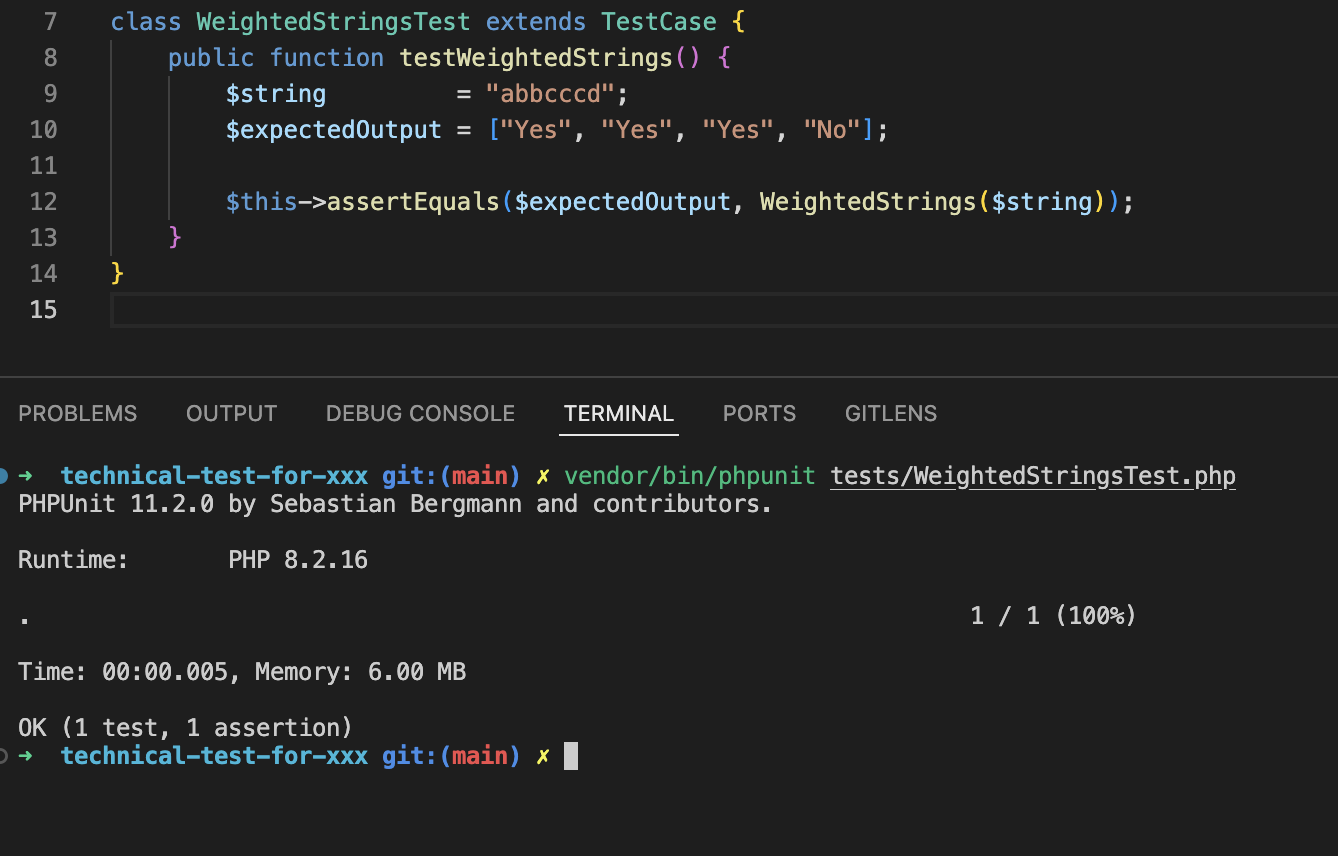 7 class WeightedStringsTest extends TestCase {
8 public function testWeightedStrings() {
9 $string = "abbcccd";
10 $expectedOutput = ["Yes", "Yes", "Yes", "No"];
11
12 $this->assertEquals($expectedOutput, WeightedStrings($string));
13 }
14 }
15
PROBLEMS OUTPUT DEBUG CONSOLE TERMINAL PORTS GITLENS
➜ technical-test-for-xxx git:(main) ✗ vendor/bin/phpunit tests/WeightedStringsTest.php
PHPUnit 11.2.0 by Sebastian Bergmann and contributors.
Runtime: PHP 8.2.16
. 1 / 1 (100%)
Time: 00:00.005, Memory: 6.00 MB
OK (1 test, 1 assertion)
➜ technical-test-for-xxx git:(main) ✗